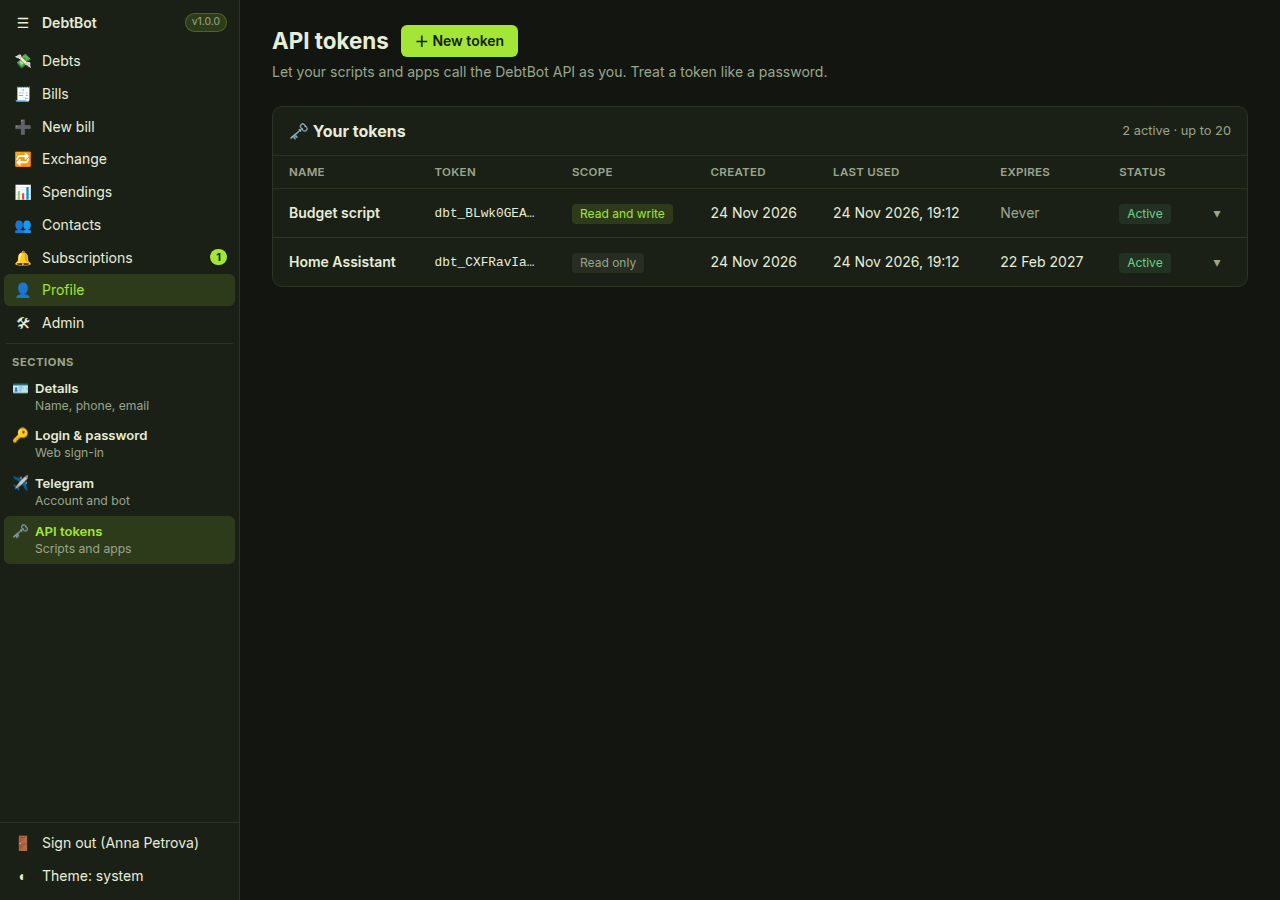 ☰ DebtBot v1.0.0
Debts
Bills
New bill
Exchange
Spendings
Contacts
Subscriptions 1
Profile
Admin
SECTIONS
Details
Name, phone, email
Login & password
Web sign-in
Telegram
Account and bot
API tokens
Scripts and apps
Sign out (Anna Petrova)
Theme: system
API tokens
+ New token
Let your scripts and apps call the DebtBot API as you. Treat a token like a password.
Your tokens
2 active · up to 20
NAME TOKEN SCOPE CREATED LAST USED EXPIRES STATUS
Budget script dbt_BLwk0GEA… Read and write 24 Nov 2026 24 Nov 2026, 19:12 Never Active ▾
Home Assistant dbt_CXFRavIa… Read only 24 Nov 2026 24 Nov 2026, 19:12 22 Feb 2027 Active ▾